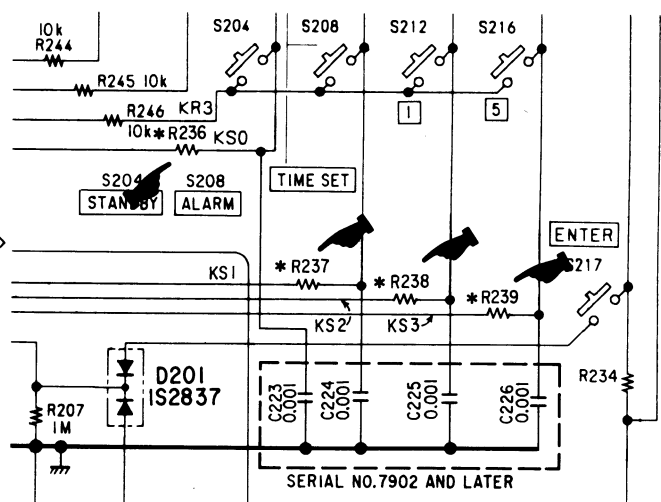 S204 S208 S212 S216
10k
R244
R245 10k
R246 KR3
10k *R236 KS0
1 5
S204 S208
STANDBY ALARM
TIME SET
ENTER
S217
KS1
*R237
*R238
*R239
KS2 KS3
D201
1S2837
R207
1M
C223
0.001
C224
0.001
C225
0.001
C226
0.001
R234
SERIAL NO.7902 AND LATER